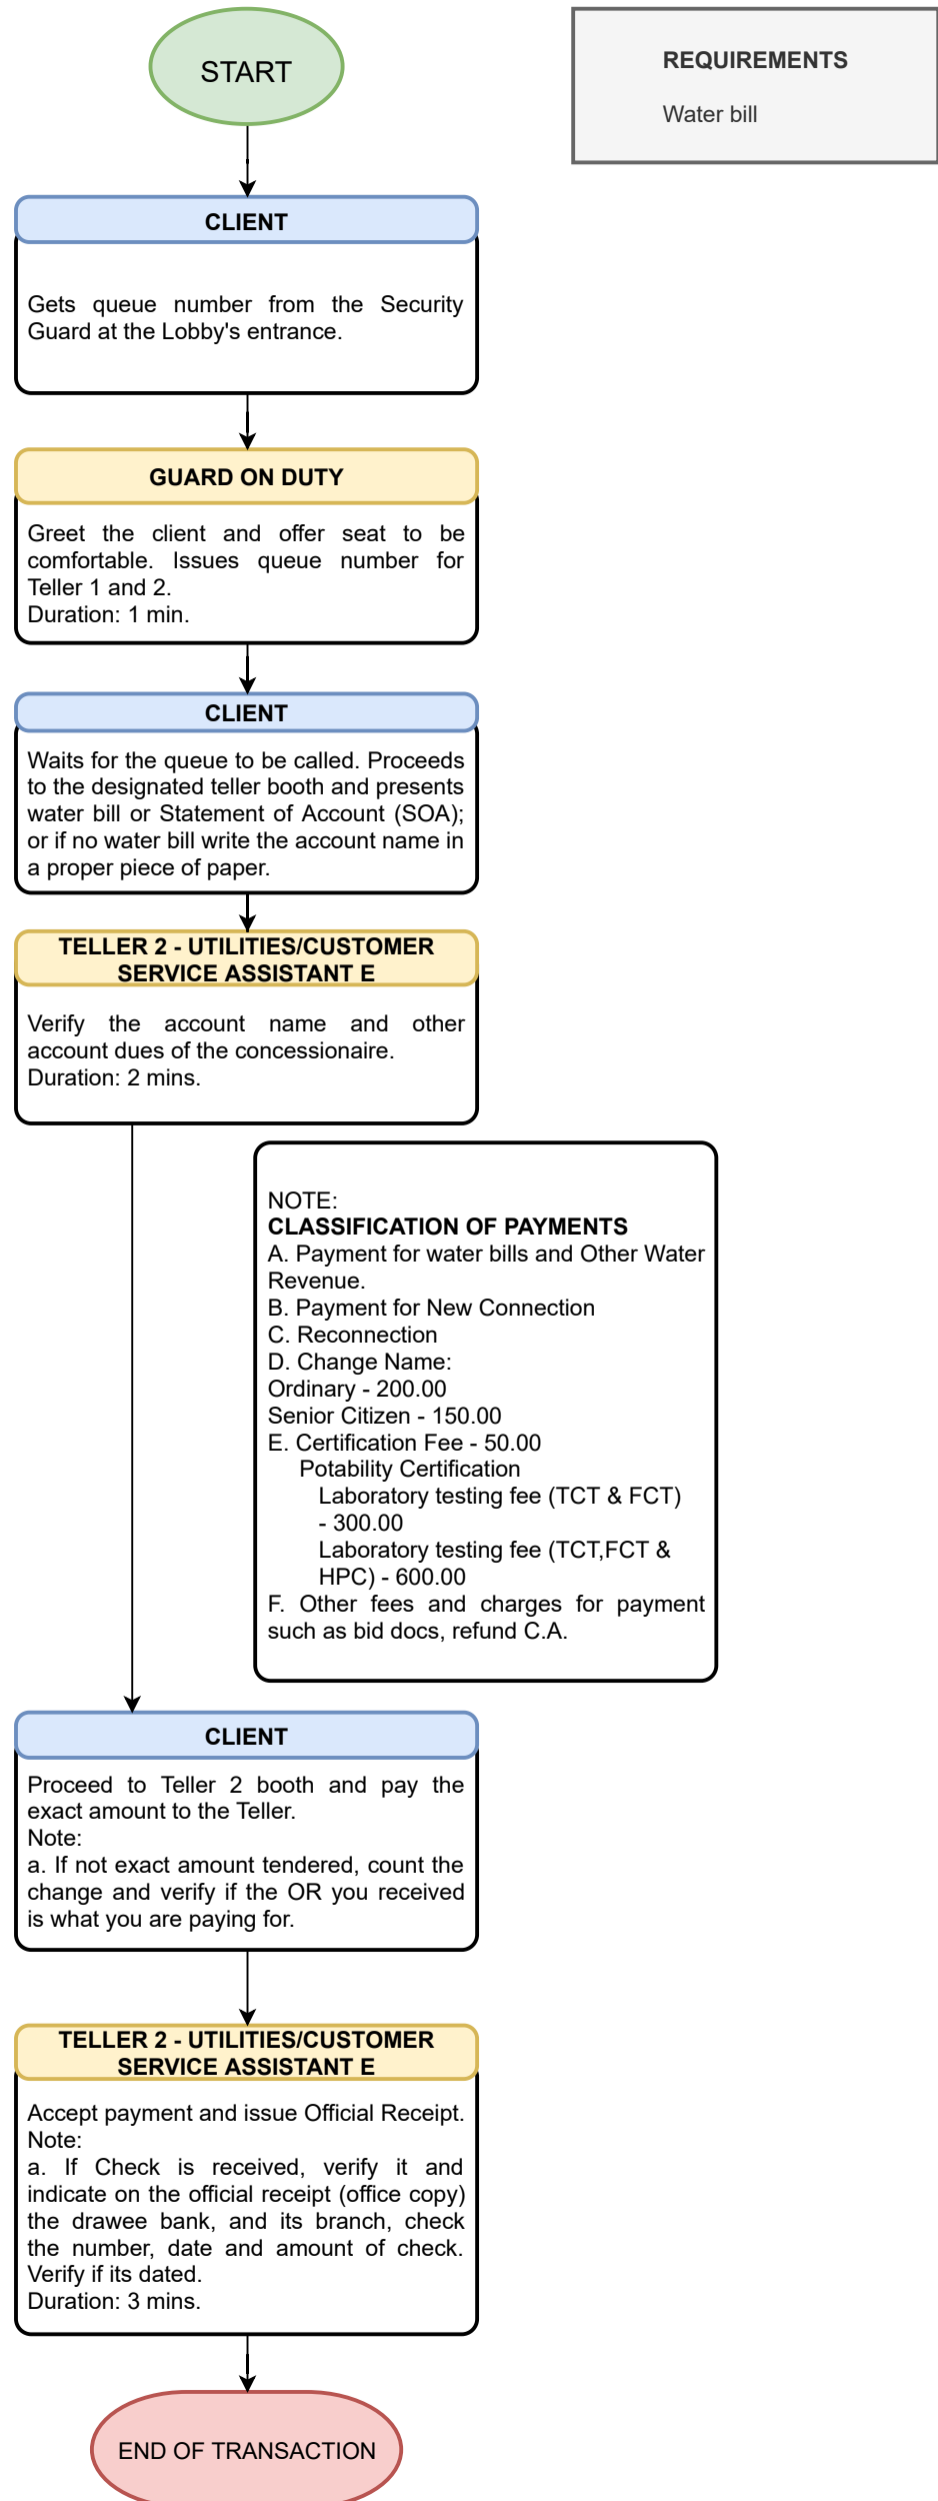 START
REQUIREMENTS
Water bill
CLIENT
Gets queue number from the Security
Guard at the Lobby's entrance.
GUARD ON DUTY
Greet the client and offer seat to be
comfortable. Issues queue number for
Teller 1 and 2.
Duration: 1 min.
CLIENT
Waits for the queue to be called. Proceeds
to the designated teller booth and presents
water bill or Statement of Account (SOA);
or if no water bill write the account name in
a proper piece of paper.
TELLER 2 - UTILITIES/CUSTOMER
SERVICE ASSISTANT E
Verify the account name and other
account dues of the concessionaire.
Duration: 2 mins.
NOTE:
CLASSIFICATION OF PAYMENTS
A. Payment for water bills and Other Water
Revenue.
B. Payment for New Connection
C. Reconnection
D. Change Name:
Ordinary - 200.00
Senior Citizen - 150.00
E. Certification Fee - 50.00
Potability Certification
Laboratory testing fee (TCT & FCT)
- 300.00
Laboratory testing fee (TCT,FCT &
HPC) - 600.00
F. Other fees and charges for payment
such as bid docs, refund C.A.
CLIENT
Proceed to Teller 2 booth and pay the
exact amount to the Teller.
Note:
a. If not exact amount tendered, count the
change and verify if the OR you received
is what you are paying for.
TELLER 2 - UTILITIES/CUSTOMER
SERVICE ASSISTANT E
Accept payment and issue Official Receipt.
Note:
a. If Check is received, verify it and
indicate on the official receipt (office copy)
the drawee bank, and its branch, check
the number, date and amount of check.
Verify if its dated.
Duration: 3 mins.
END OF TRANSACTION